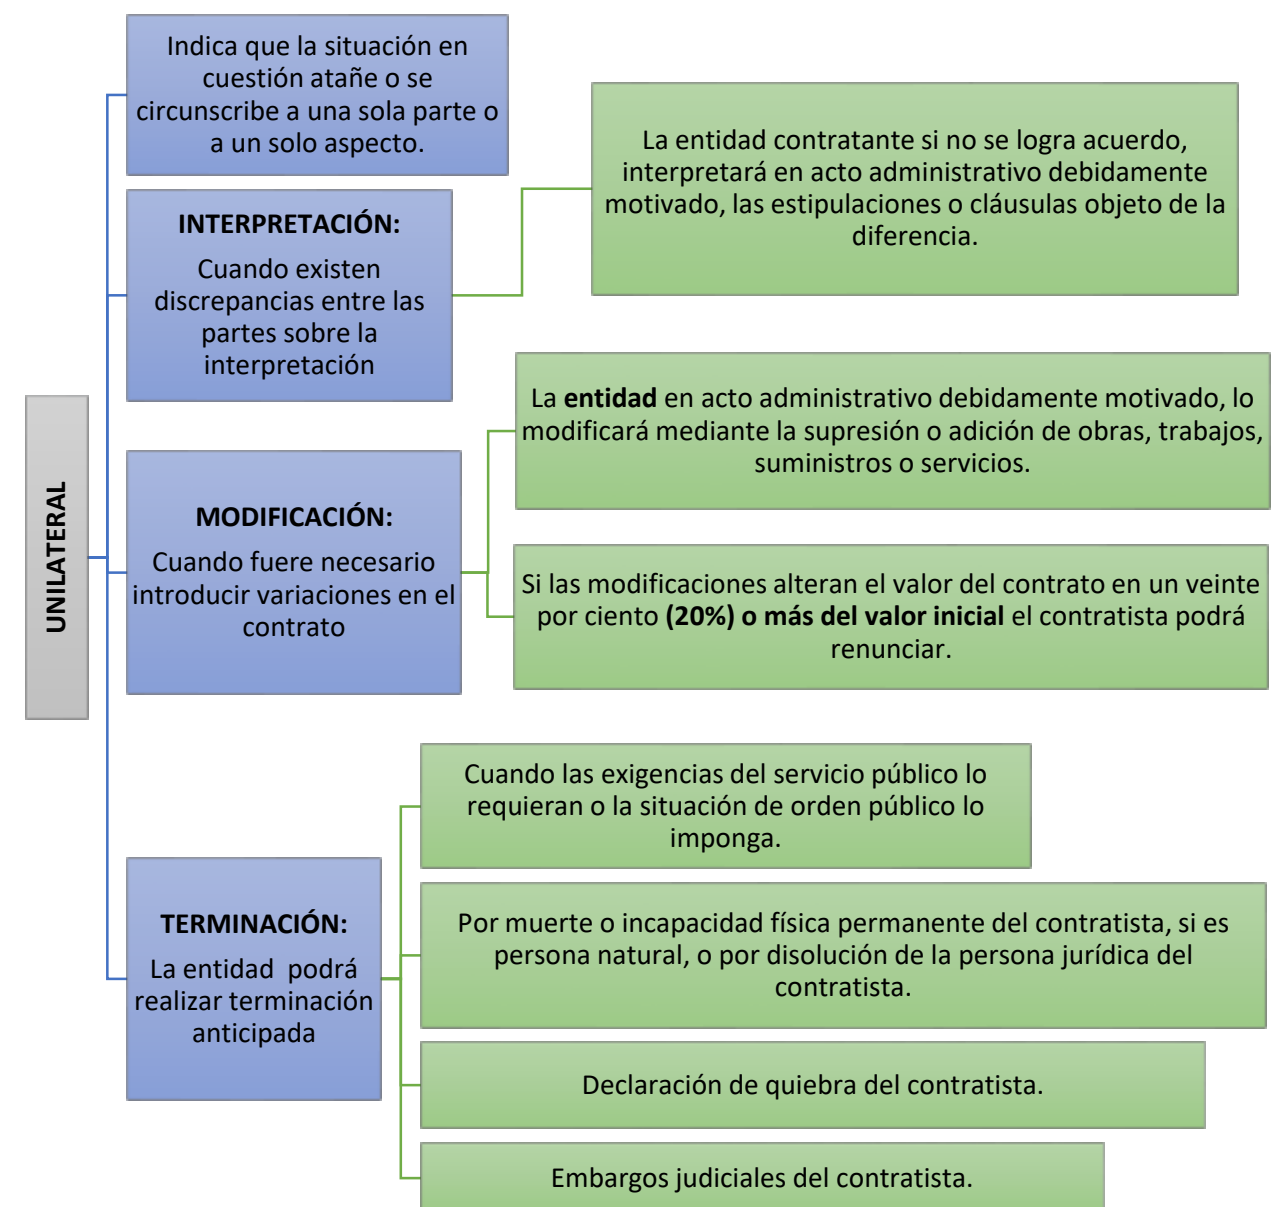 UNILATERAL
Indica que la situación en
cuestión atañe o se
circunscribe a una sola parte o
a un solo aspecto.
INTERPRETACIÓN:
Cuando existen
discrepancias entre las
partes sobre la
interpretación
La entidad contratante si no se logra acuerdo,
interpretará en acto administrativo debidamente
motivado, las estipulaciones o cláusulas objeto de la
diferencia.
MODIFICACIÓN:
Cuando fuere necesario
introducir variaciones en el
contrato
La entidad en acto administrativo debidamente motivado, lo
modificará mediante la supresión o adición de obras, trabajos,
suministros o servicios.
Si las modificaciones alteran el valor del contrato en un veinte
por ciento (20%) o más del valor inicial el contratista podrá
renunciar.
TERMINACIÓN:
La entidad podrá
realizar terminación
anticipada
Cuando las exigencias del servicio público lo
requieran o la situación de orden público lo
imponga.
Por muerte o incapacidad física permanente del contratista, si es
persona natural, o por disolución de la persona jurídica del
contratista.
Declaración de quiebra del contratista.
Embargos judiciales del contratista.